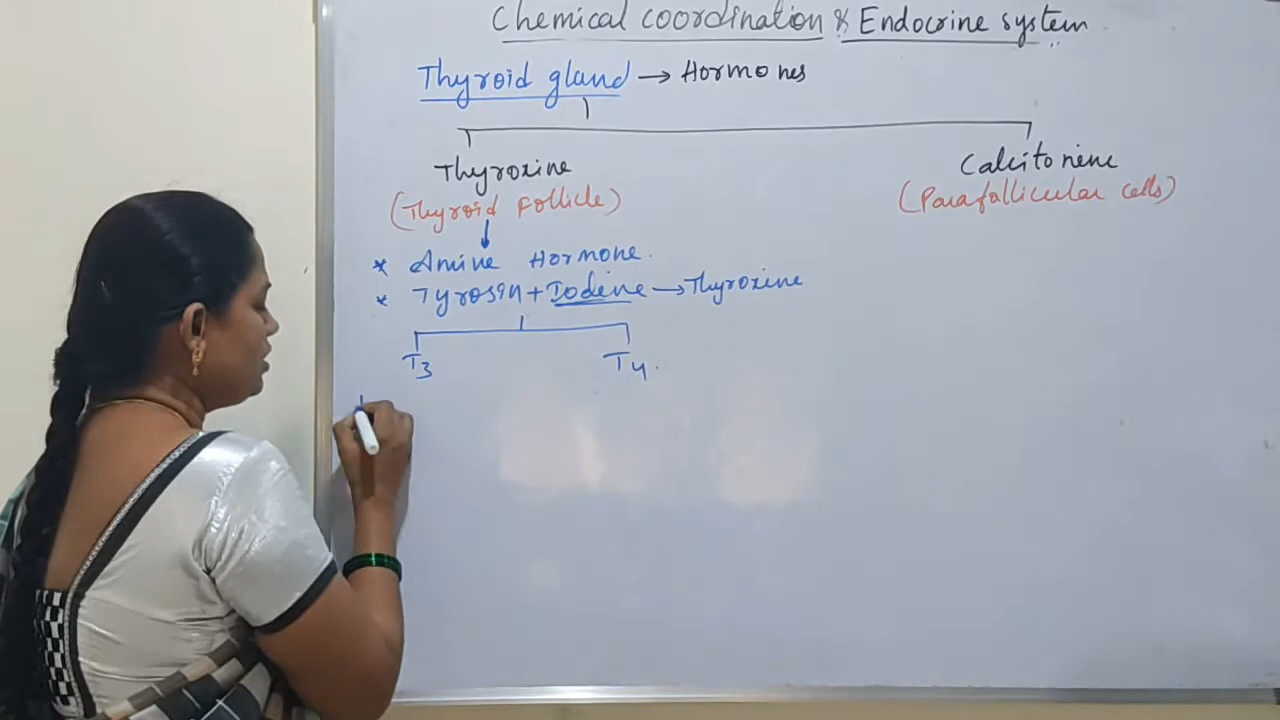 Chemical coordination & Endocrine system
Thyroid gland → Hormones
Thyroxine
Calcitonine
(Thyroid Follicle)
(Parafollicular cells)
* Amine Hormone.
* Tyrosin + Iodine → Thyroxine
T3
T4.